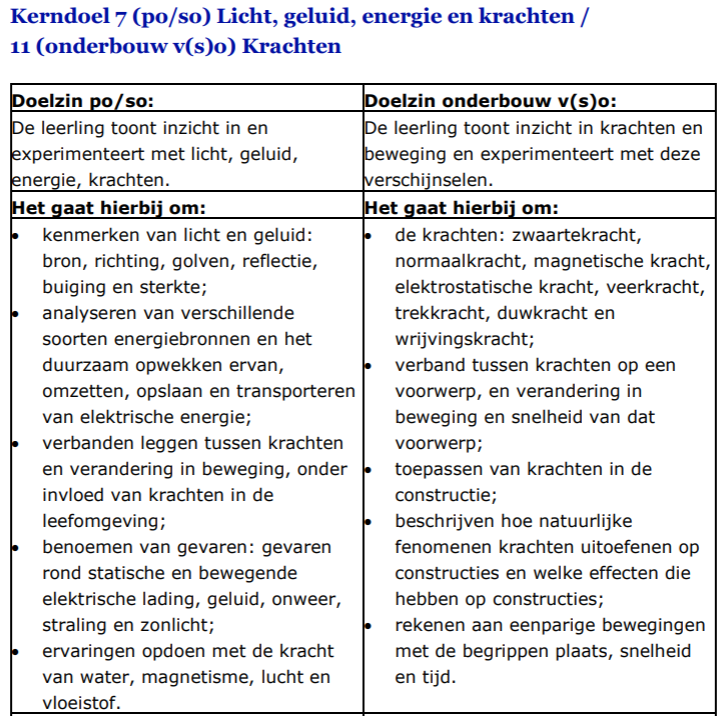 Kerndoel 7 (po/so) Licht, geluid, energie en krachten /
11 (onderbouw v(s)o) Krachten
Doelzin po/so:
De leerling toont inzicht in en
experimenteert met licht, geluid,
energie, krachten.
Het gaat hierbij om:
• kenmerken van licht en geluid:
bron, richting, golven, reflectie,
buiging en sterkte;
• analyseren van verschillende
soorten energiebronnen en het
duurzaam opwekken ervan,
omzetten, opslaan en transporteren
van elektrische energie;
• verbanden leggen tussen krachten
en verandering in beweging, onder
invloed van krachten in de
leefomgeving;
• benoemen van gevaren: gevaren
rond statische en bewegende
elektrische lading, geluid, onweer,
straling en zonlicht;
• ervaringen opdoen met de kracht
van water, magnetisme, lucht en
vloeistof.
Doelzin onderbouw v(s)o:
De leerling toont inzicht in krachten en
beweging en experimenteert met deze
verschijnselen.
Het gaat hierbij om:
• de krachten: zwaartekracht,
normaalkracht, magnetische kracht,
elektrostatische kracht, veerkracht,
trekkracht, duwkracht en
wrijvingskracht;
• verband tussen krachten op een
voorwerp, en verandering in
beweging en snelheid van dat
voorwerp;
• toepassen van krachten in de
constructie;
• beschrijven hoe natuurlijke
fenomenen krachten uitoefenen op
constructies en welke effecten die
hebben op constructies;
• rekenen aan eenparige bewegingen
met de begrippen plaats, snelheid
en tijd.